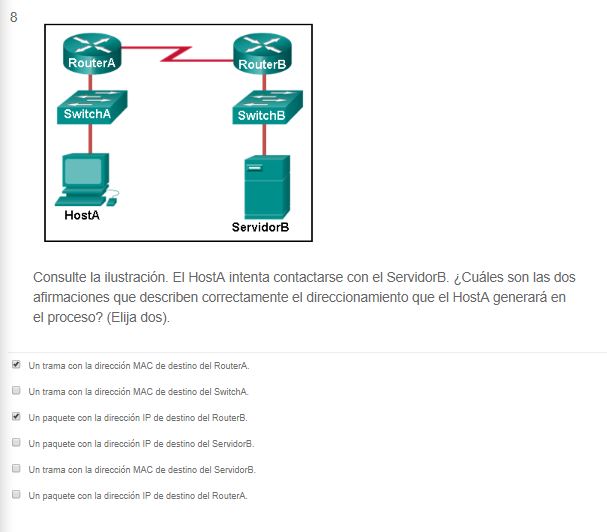 8
RouterA
RouterB
SwitchA
SwitchB
HostA
ServidorB
Consulte la ilustración. El HostA intenta contactarse con el ServidorB. ¿Cuáles son las dos
afirmaciones que describen correctamente el direccionamiento que el HostA generará en
el proceso? (Elija dos).
Un trama con la dirección MAC de destino del RouterA.
Un trama con la dirección MAC de destino del SwitchA.
Un paquete con la dirección IP de destino del RouterB.
Un paquete con la dirección IP de destino del ServidorB.
Un trama con la dirección MAC de destino del ServidorB.
Un paquete con la dirección IP de destino del RouterA.